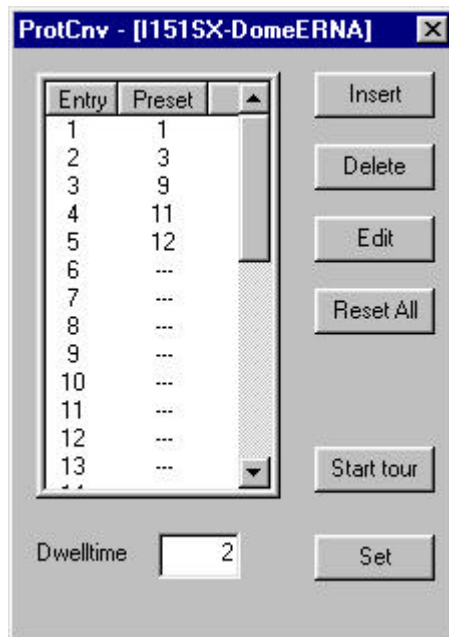 ProtCnv - [I151SX-DomeERNA]
Entry Preset
1 1
2 3
3 9
4 11
5 12
6 ---
7 ---
8 ---
9 ---
10 ---
11 ---
12 ---
13 ---
Insert
Delete
Edit
Reset All
Start tour
Dwelltime 2
Set